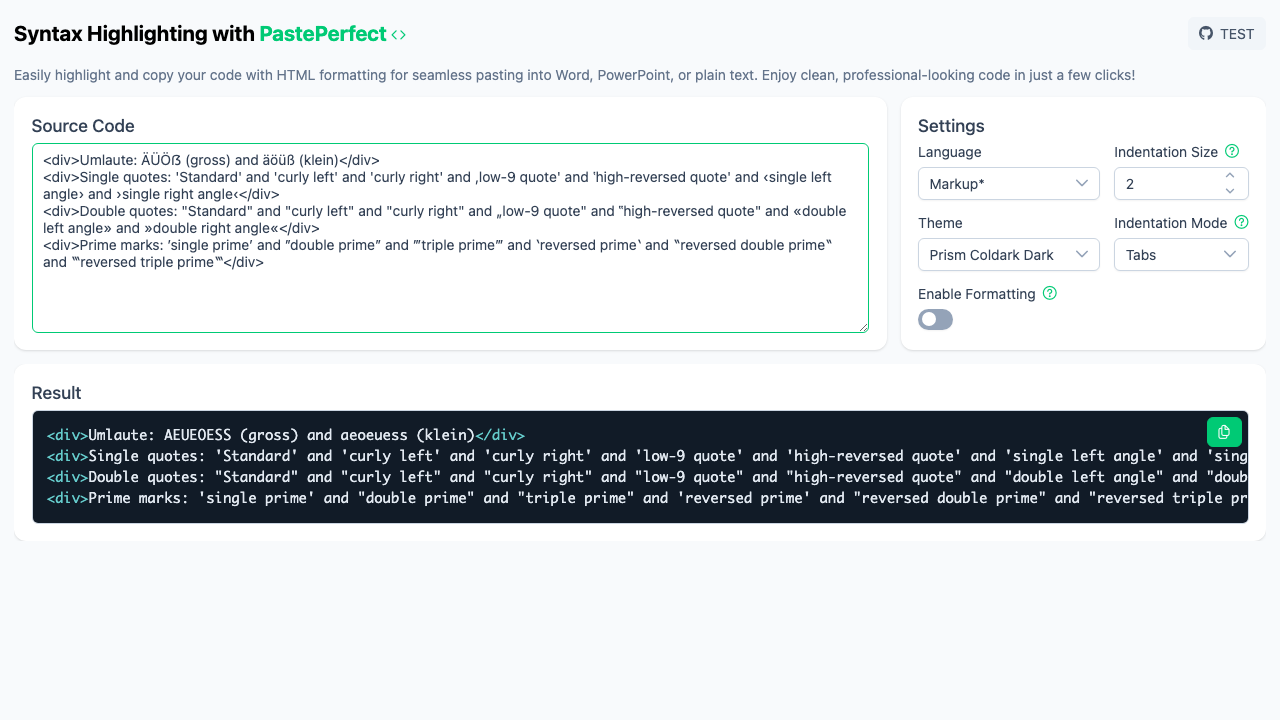 Syntax Highlighting with PastePerfect <>
TEST
Easily highlight and copy your code with HTML formatting for seamless pasting into Word, PowerPoint, or plain text. Enjoy clean, professional-looking code in just a few clicks!
Source Code
<div>Umlaute: ÄÜÖẞ (gross) and äöüß (klein)</div>
<div>Single quotes: 'Standard' and 'curly left' and 'curly right' and ‚low-9 quote' and ‛high-reversed quote' and ‹single left
angle› and ›single right angle‹</div>
<div>Double quotes: "Standard" and "curly left" and "curly right" and „low-9 quote" and ‟high-reversed quote" and «double
left angle» and »double right angle«</div>
<div>Prime marks: ′single prime′ and ″double prime″ and ‴triple prime‴ and ‵reversed prime‵ and ‶reversed double prime‶
and ‷reversed triple prime‷</div>
Settings
Language
Indentation Size
Markup*
2
Theme
Indentation Mode
Prism Coldark Dark
Tabs
Enable Formatting
Result
<div>Umlaute: AEUEOESS (gross) and aeoeuess (klein)</div>
<div>Single quotes: 'Standard' and 'curly left' and 'curly right' and 'low-9 quote' and 'high-reversed quote' and 'single left angle' and 'sing
<div>Double quotes: "Standard" and "curly left" and "curly right" and "low-9 quote" and "high-reversed quote" and "double left angle" and "doub
<div>Prime marks: 'single prime' and "double prime" and "triple prime" and 'reversed prime' and "reversed double prime" and "reversed triple pr